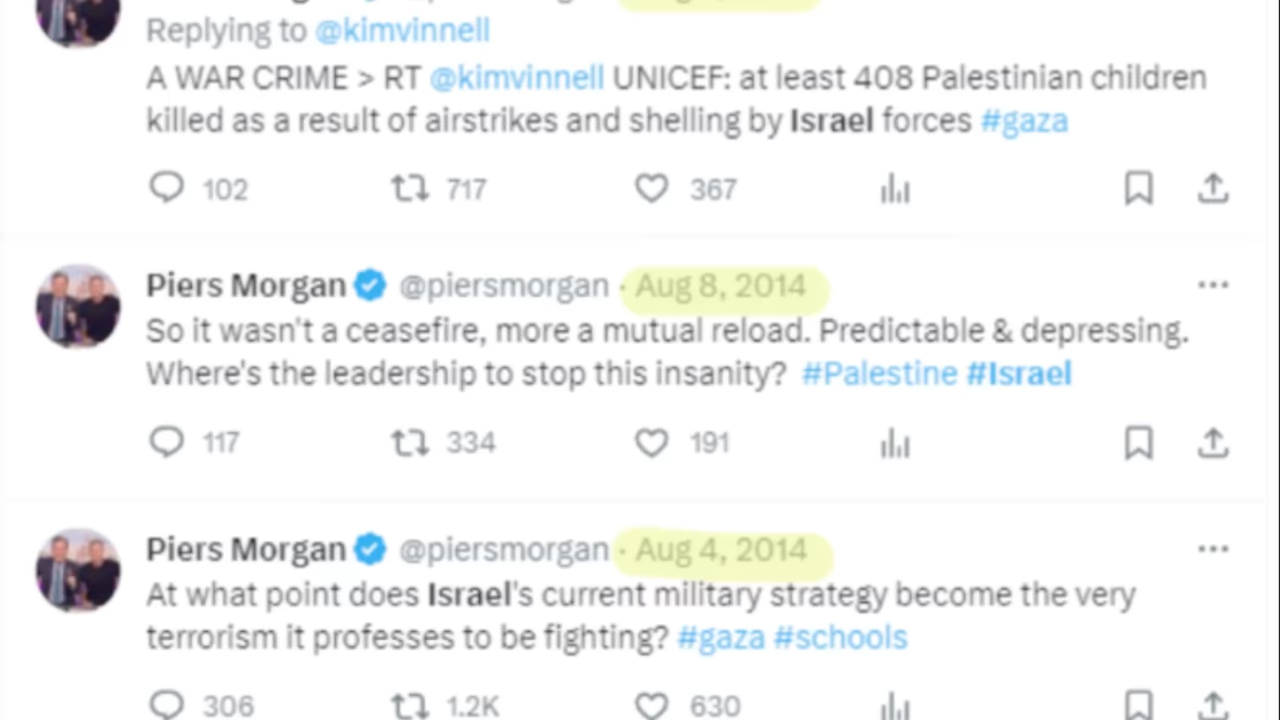 Replying to @kimvinnell
A WAR CRIME > RT @kimvinnell UNICEF: at least 408 Palestinian children
killed as a result of airstrikes and shelling by Israel forces #gaza
102 717 367
Piers Morgan @piersmorgan · Aug 8, 2014
So it wasn't a ceasefire, more a mutual reload. Predictable & depressing.
Where's the leadership to stop this insanity? #Palestine #Israel
117 334 191
Piers Morgan @piersmorgan · Aug 4, 2014
At what point does Israel's current military strategy become the very
terrorism it professes to be fighting? #gaza #schools
306 1.2K 630